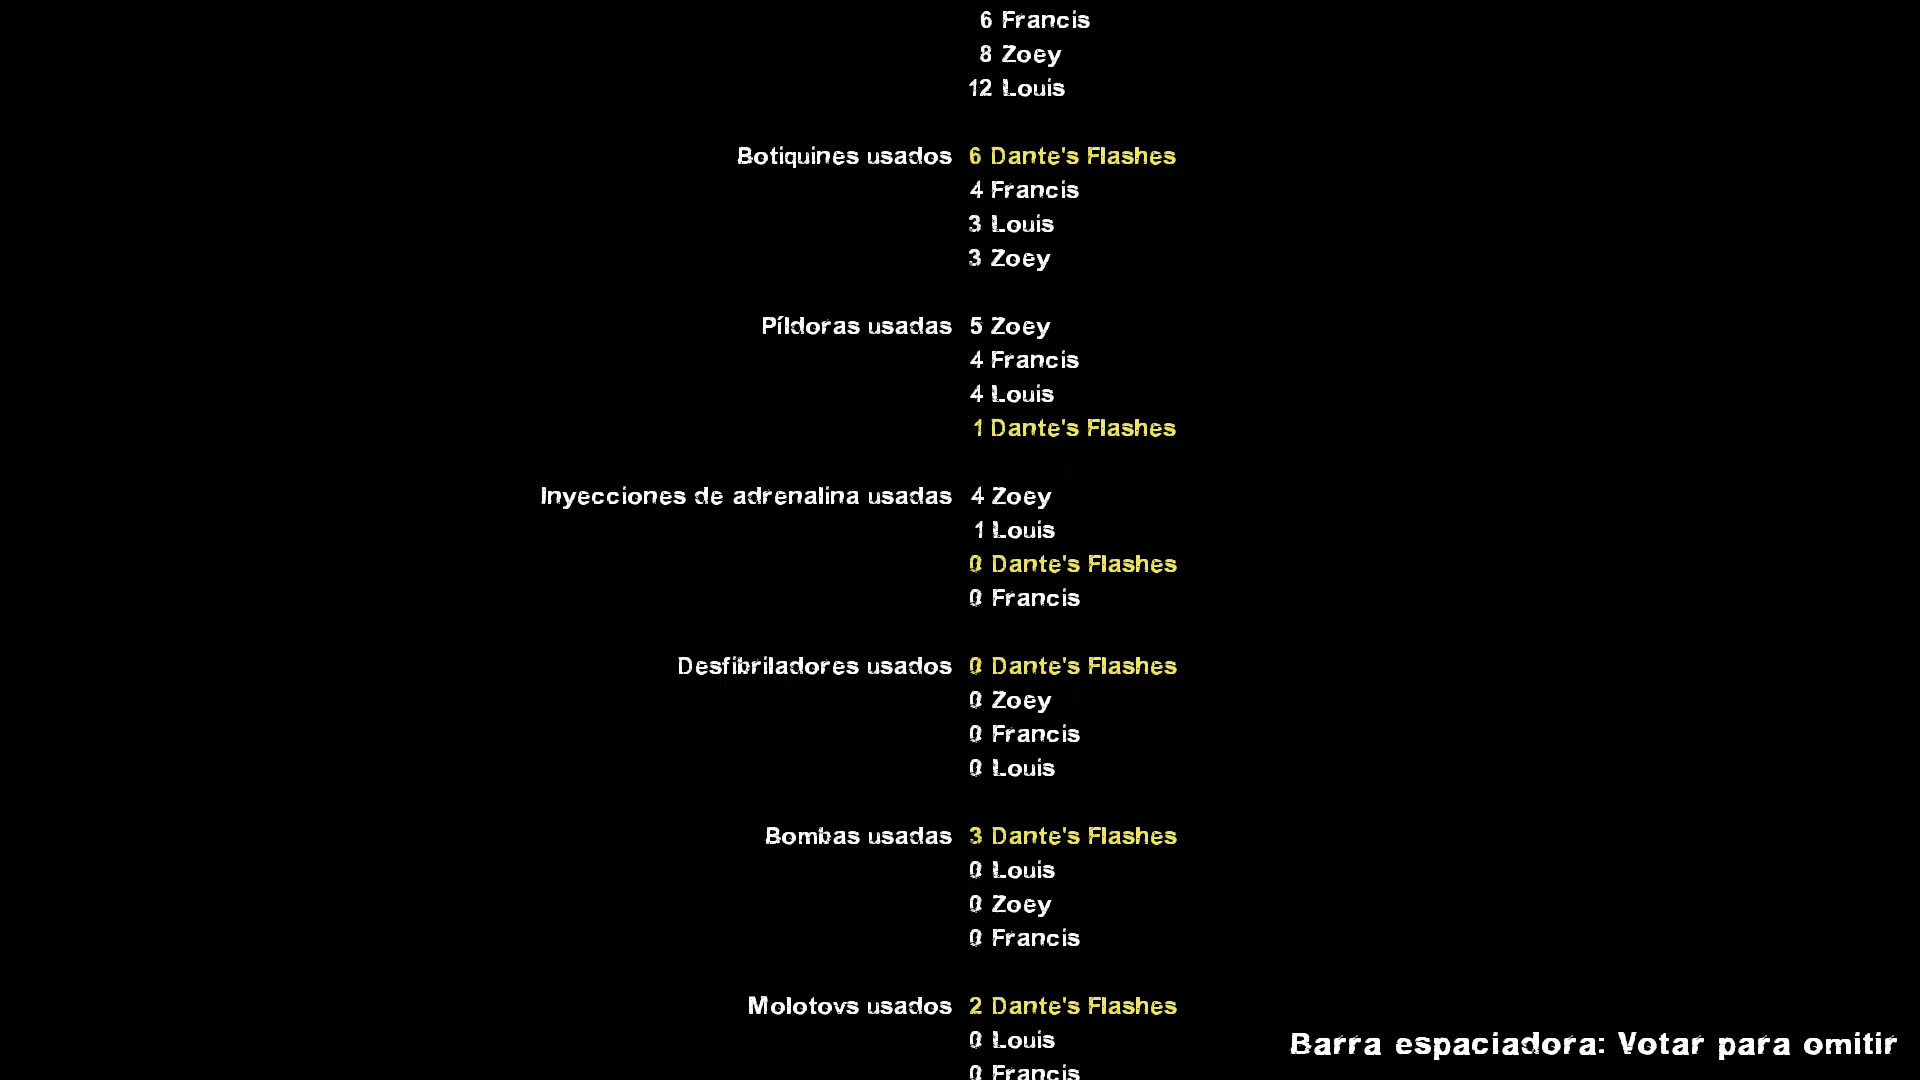 6 Francis
8 Zoey
12 Louis
Botiquines usados 6 Dante's Flashes
4 Francis
3 Louis
3 Zoey
Píldoras usadas 5 Zoey
4 Francis
4 Louis
1 Dante's Flashes
Inyecciones de adrenalina usadas 4 Zoey
1 Louis
0 Dante's Flashes
0 Francis
Desfibriladores usados 0 Dante's Flashes
0 Zoey
0 Francis
0 Louis
Bombas usadas 3 Dante's Flashes
0 Louis
0 Zoey
0 Francis
Molotovs usados 2 Dante's Flashes
0 Louis
0 Francis
Barra espaciadora: Votar para omitir